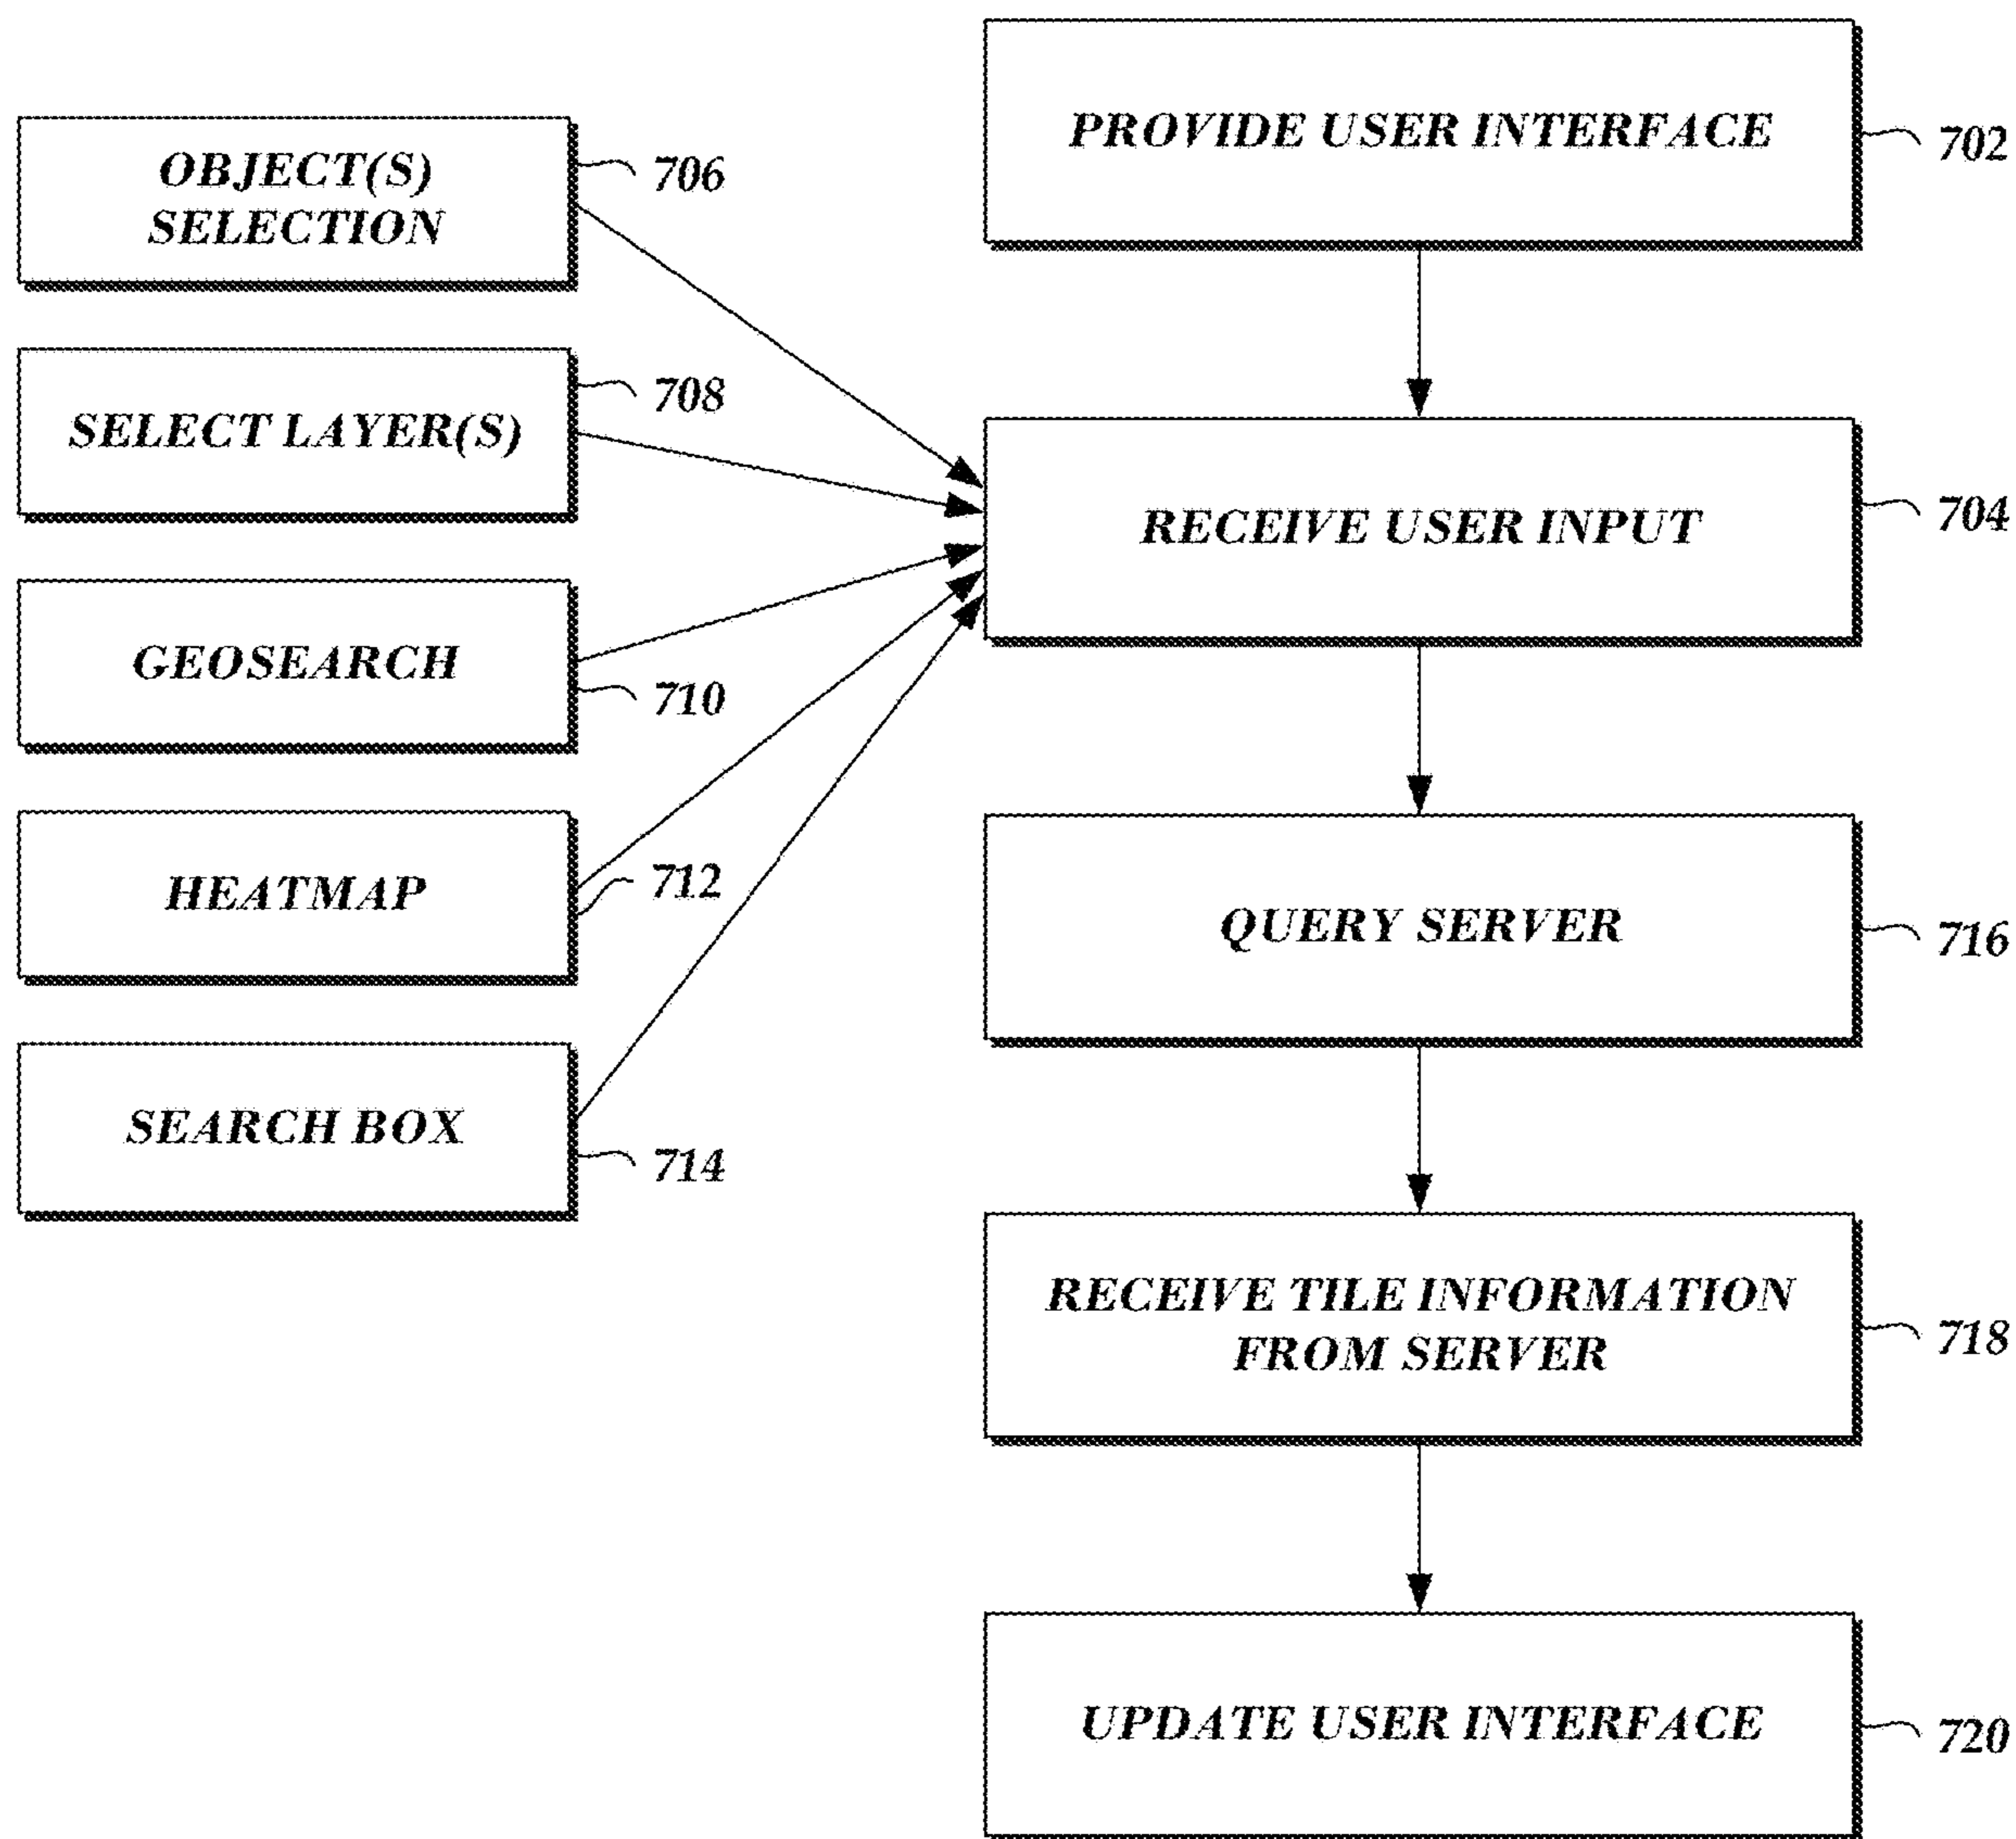 PROVIDE USER INTERFACE
702
OBJECT(S)
SELECTION
706
SELECT LAYER(S)
708
RECEIVE USER INPUT
704
GEOSEARCH
710
HEATMAP
712
QUERY SERVER
716
SEARCH BOX
714
RECEIVE TILE INFORMATION
FROM SERVER
718
UPDATE USER INTERFACE
720